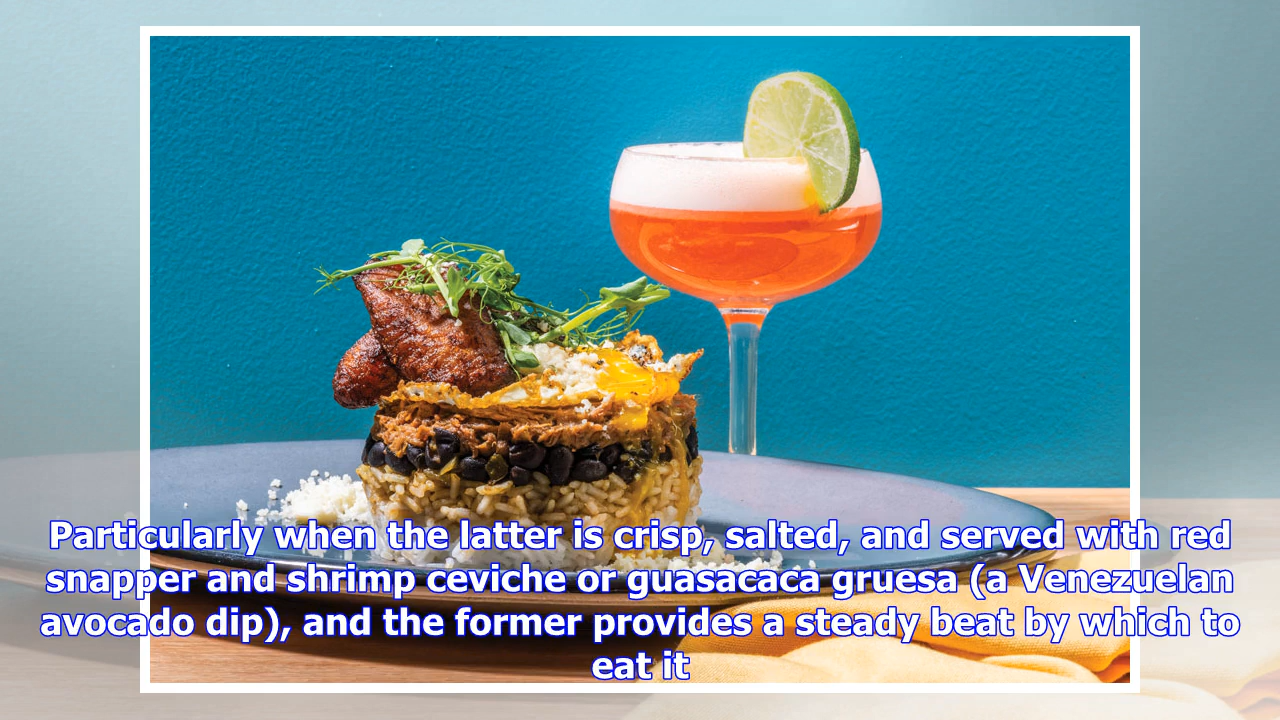 Particularly when the latter is crisp, salted, and served with red
snapper and shrimp ceviche or guasacaca gruesa (a Venezuelan
avocado dip), and the former provides a steady beat by which to
eat it